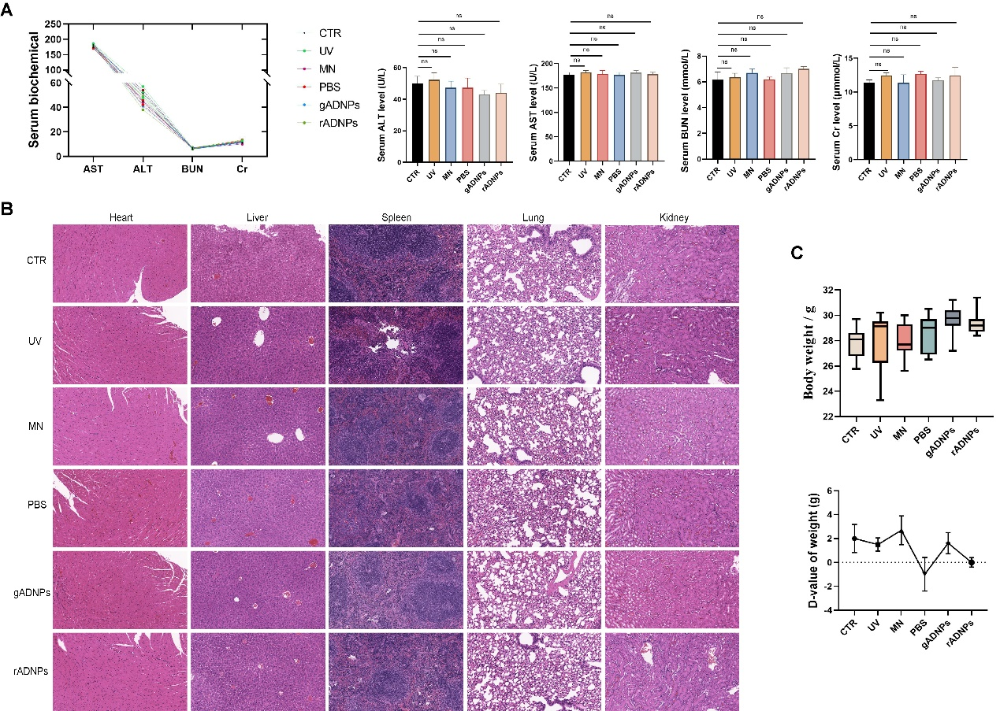 A
Serum biochemical
250
200
150
100
60
40
20
0
AST
ALT
BUN
Cr
CTR
UV
MN
PBS
gADNPs
rADNPs
Serum ALT level (U/L)
60
40
20
0
ns
ns
ns
ns
ns
CTR
UV
MN
PBS
gADNPs
rADNPs
Serum AST level (U/L)
200
150
100
50
0
ns
ns
ns
ns
ns
CTR
UV
MN
PBS
gADNPs
rADNPs
Serum BUN level (mmol/L)
8
6
4
2
0
ns
ns
ns
ns
ns
CTR
UV
MN
PBS
gADNPs
rADNPs
Serum Cr level (μmmol/L)
15
10
5
0
ns
ns
ns
ns
ns
CTR
UV
MN
PBS
gADNPs
rADNPs
B
Heart
Liver
Spleen
Lung
Kidney
CTR
UV
MN
PBS
gADNPs
rADNPs
C
Body weight / g
32
30
28
26
24
22
CTR
UV
MN
PBS
gADNPs
rADNPs
D-value of weight (g)
6
4
2
0
-2
-4
CTR
UV
MN
PBS
gADNPs
rADNPs